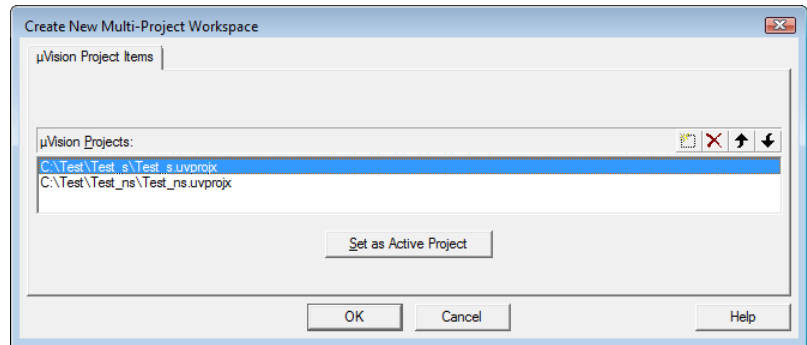 Create New Multi-Project Workspace
µVision Project Items
µVision Projects:
C:\Test\Test_s\Test_s.uvprojx
C:\Test\Test_ns\Test_ns.uvprojx
Set as Active Project
OK Cancel Help